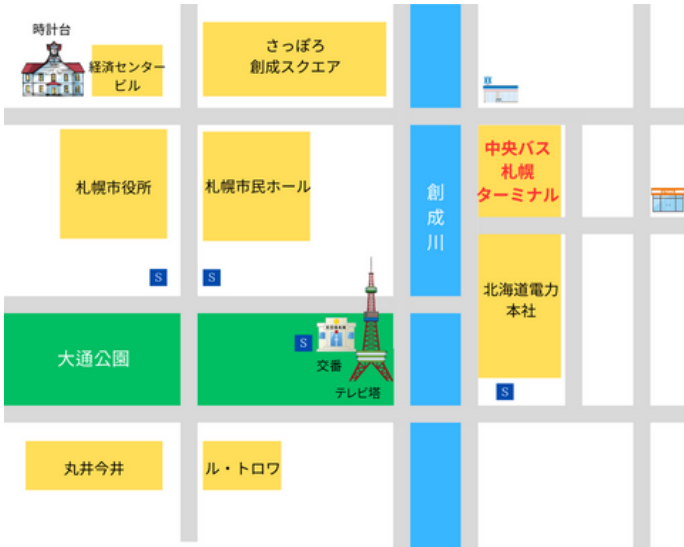 時計台
経済センター
ビル
さっぽろ
創成スクエア
札幌市役所
札幌市民ホール
創
成
川
中央バス
札幌
ターミナル
北海道電力
本社
S
S
S
S
大通公園
交番
テレビ塔
丸井今井
ル・トロワ